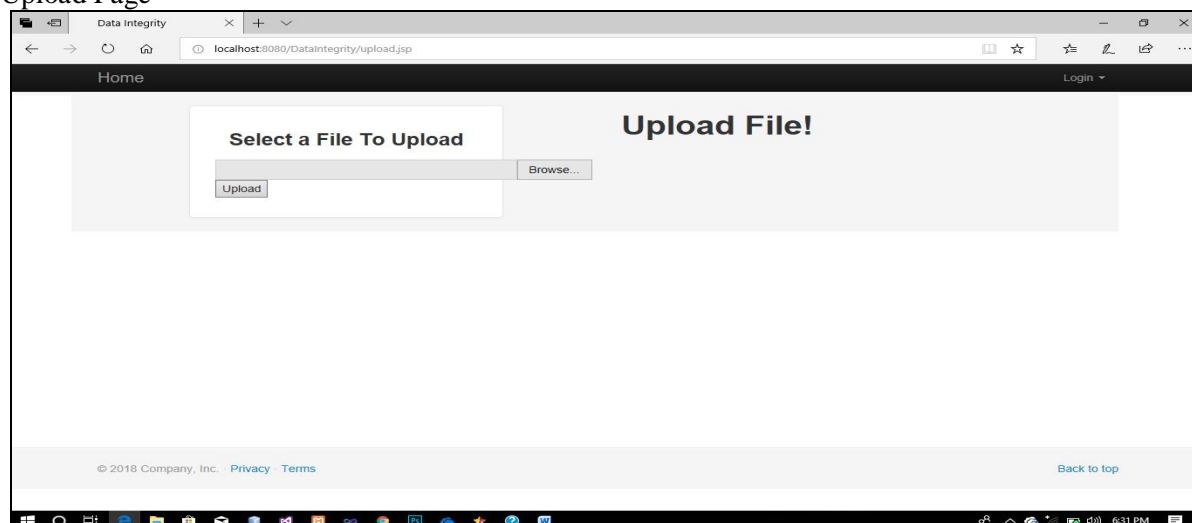 Upload Page
Data Integrity
localhost:8080/DataIntegrity/upload.jsp
Home
Login
Select a File To Upload
Upload File!
Browse...
Upload
© 2018 Company, Inc. · Privacy · Terms
Back to top
6:31 PM